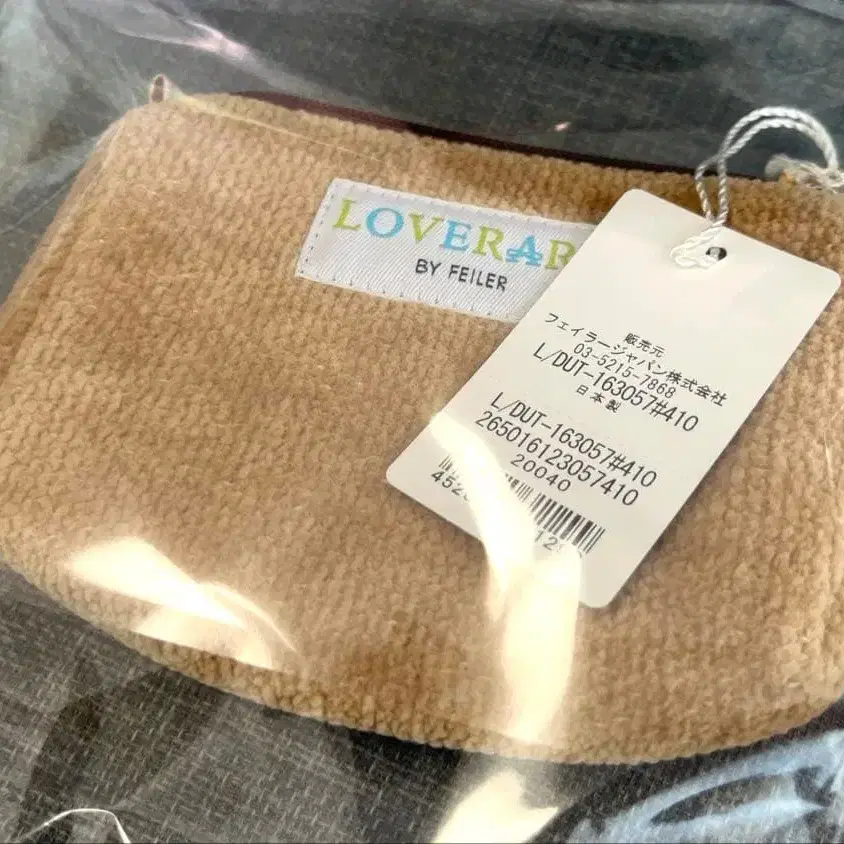 LOVERAR
BY FEILER
販売元
フェイラージャパン株式会社
03-5215-7868
L/DUT-163057#410
日本製
L/DUT-163057#410
265016123057410
20040